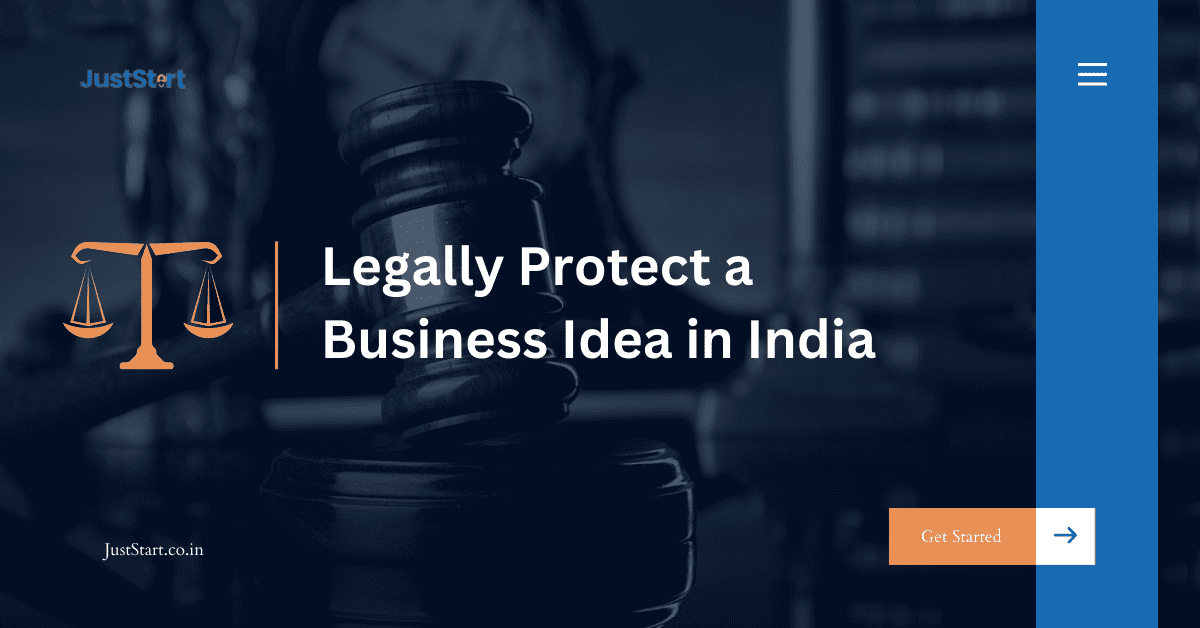 JustStart
Legally Protect a
Business Idea in India
JustStart.co.in
Get Started